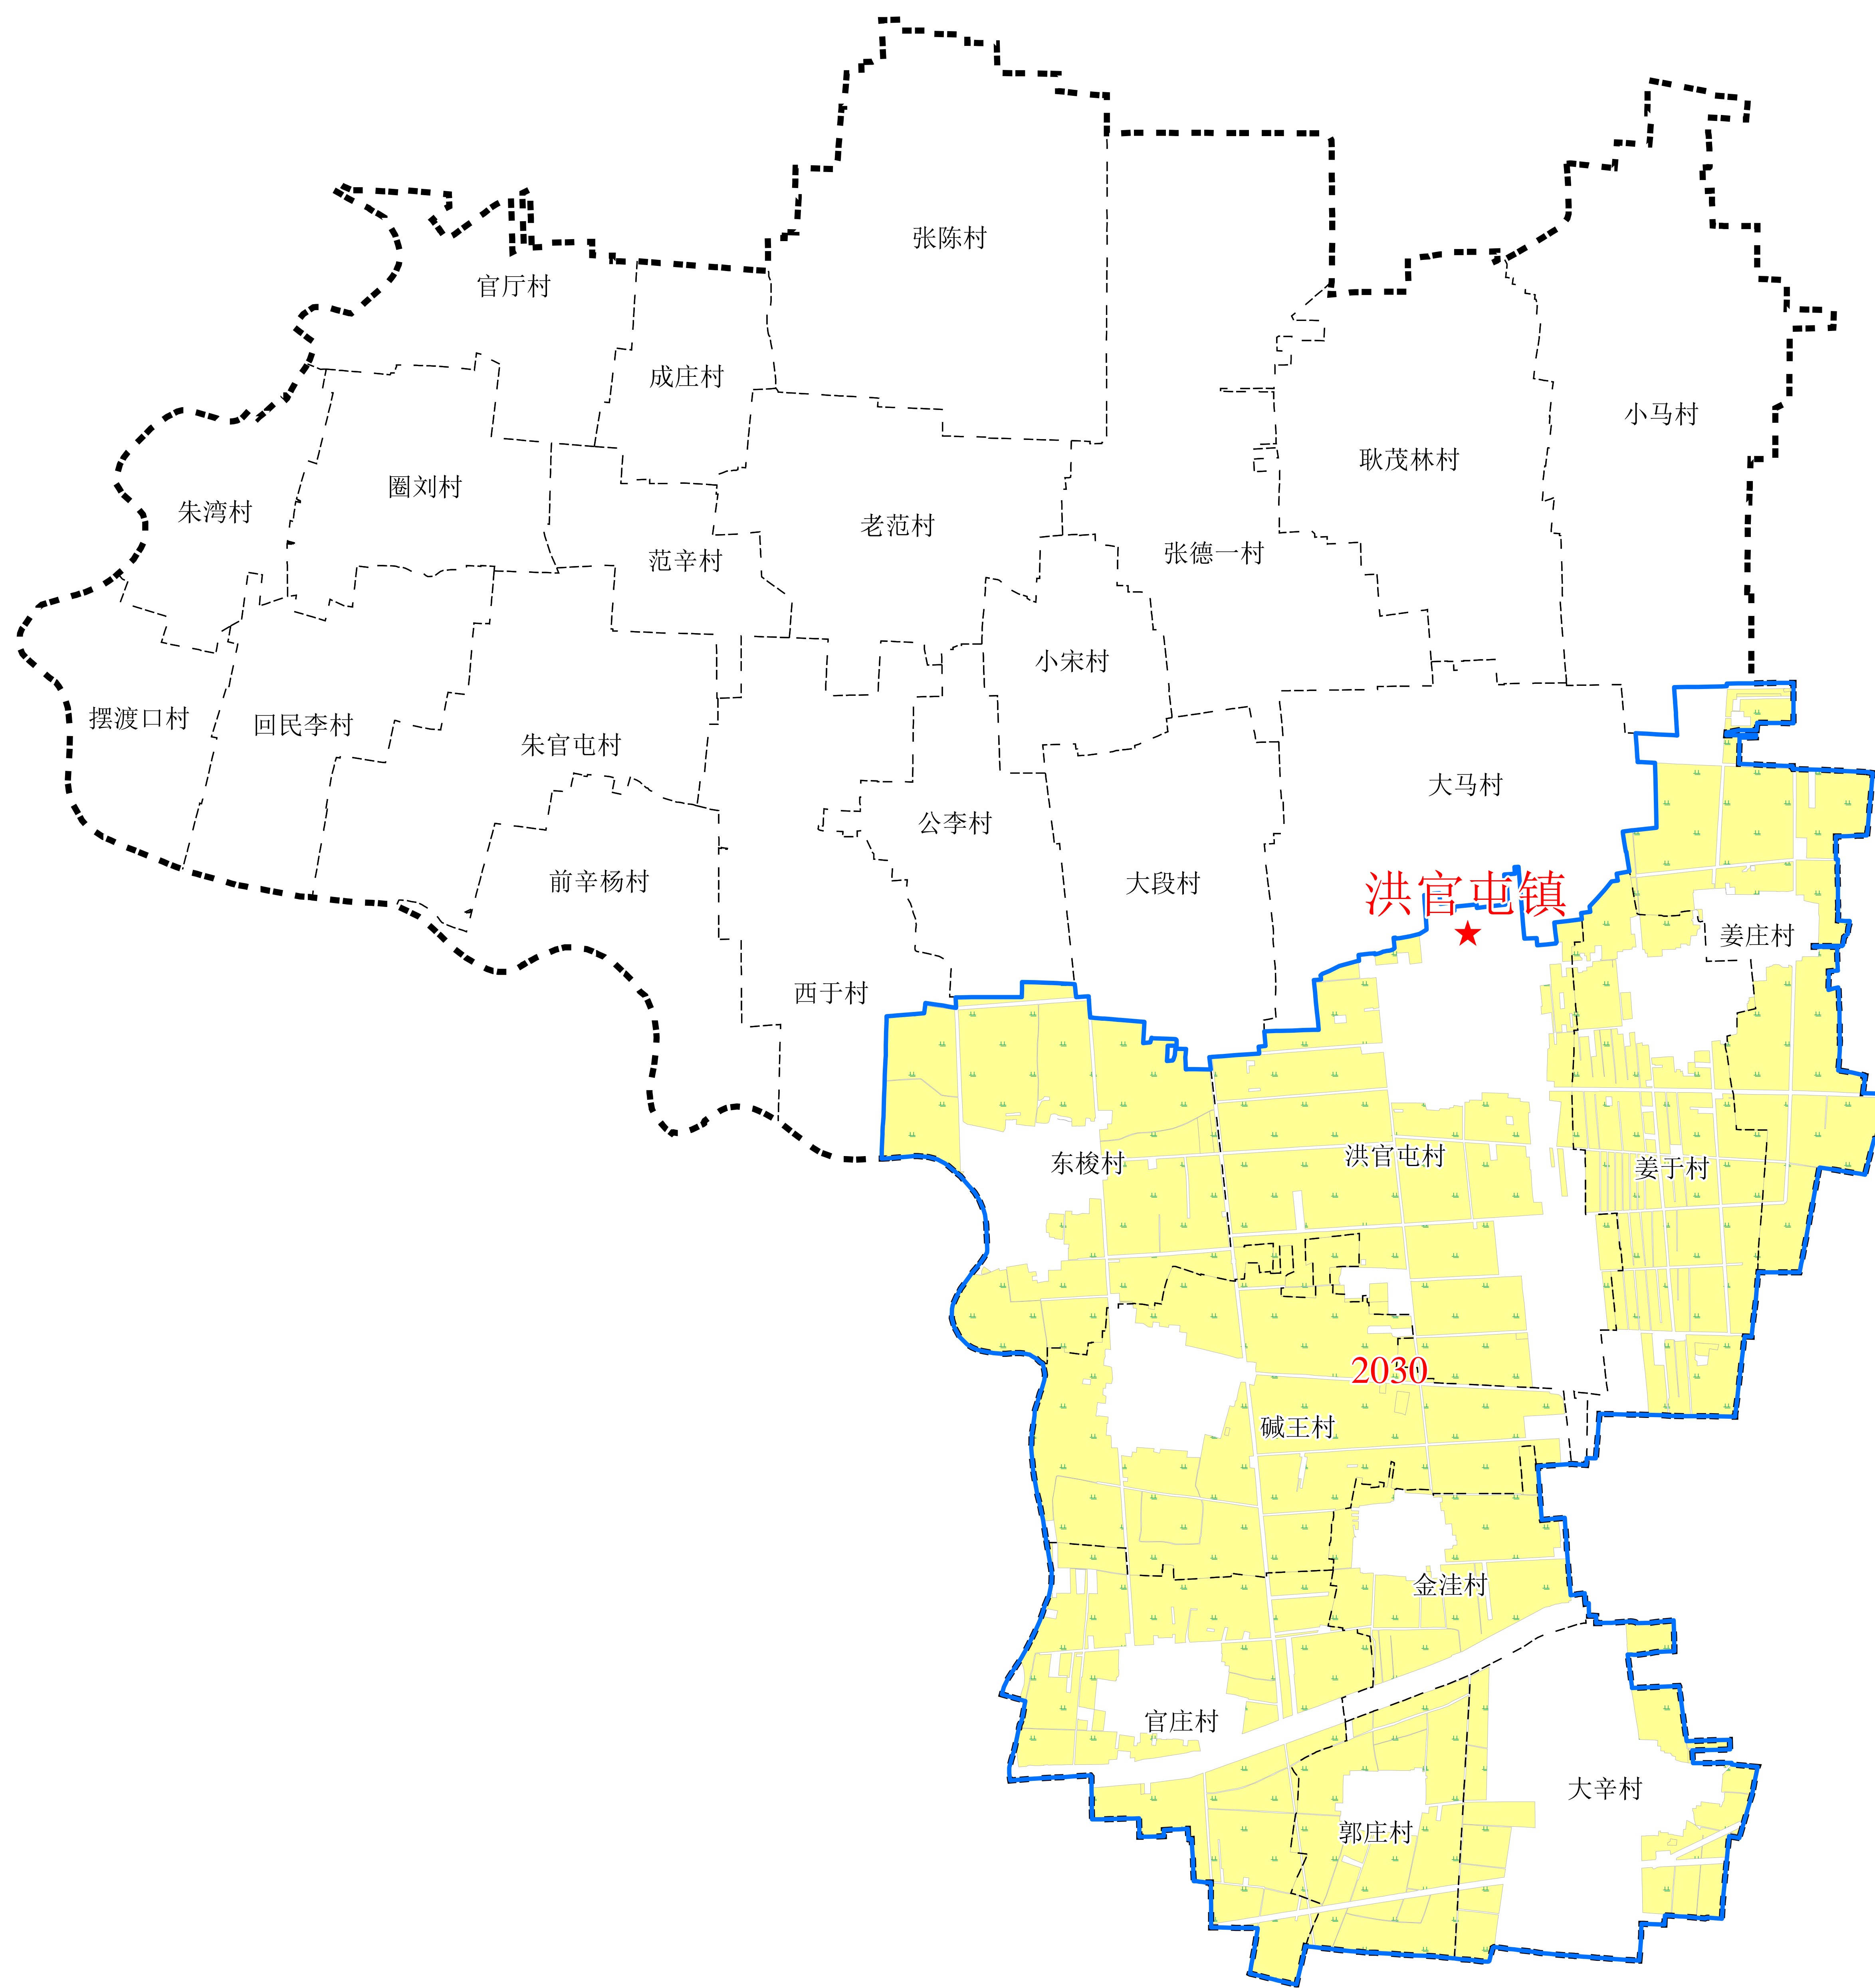 张陈村
官厅村
成庄村
小马村
耿茂林村
圈刘村
朱湾村
老范村
张德一村
范辛村
小宋村
摆渡口村
回民李村
朱官屯村
大马村
公李村
前辛杨村
大段村
洪官屯镇
姜庄村
西于村
东梭村
洪官屯村
姜于村
2030
碱王村
金洼村
官庄村
大辛村
郭庄村